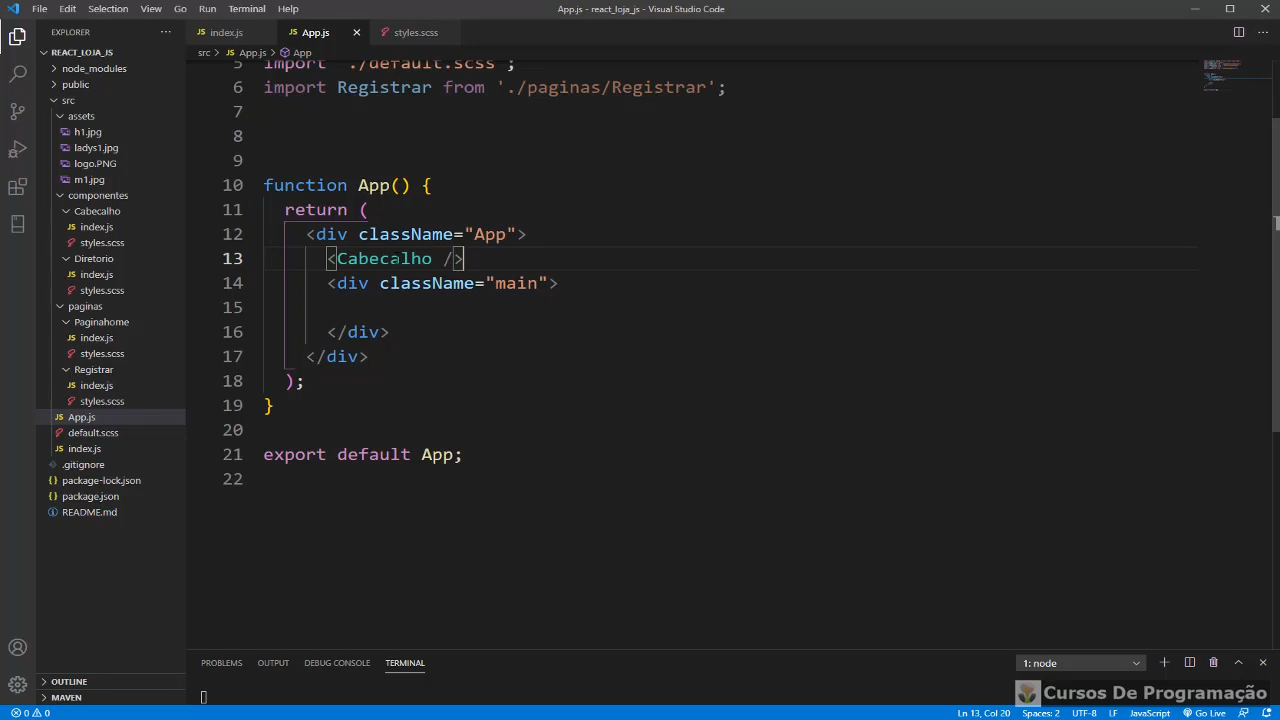 File Edit Selection View Go Run Terminal Help
App.js - react_loja_js - Visual Studio Code
EXPLORER
REACT_LOJA_JS
node_modules
public
src
assets
h1.jpg
ladys1.jpg
logo.PNG
m1.jpg
componentes
Cabecalho
index.js
styles.scss
Diretorio
index.js
styles.scss
paginas
Paginahome
index.js
styles.scss
Registrar
index.js
styles.scss
App.js
default.scss
index.js
.gitignore
package-lock.json
package.json
README.md
OUTLINE
MAVEN
index.js App.js styles.scss
src > App.js > App
5 import './default.scss';
6 import Registrar from './paginas/Registrar';
7
8
9
10 function App() {
11 return (
12 <div className="App">
13 <Cabecalho />
14 <div className="main">
15
16 </div>
17 </div>
18 );
19 }
20
21 export default App;
22
PROBLEMS OUTPUT DEBUG CONSOLE TERMINAL
1: node
Cursos De Programação
0 0
Ln 13, Col 20 Spaces: 2 UTF-8 LF JavaScript Go Live